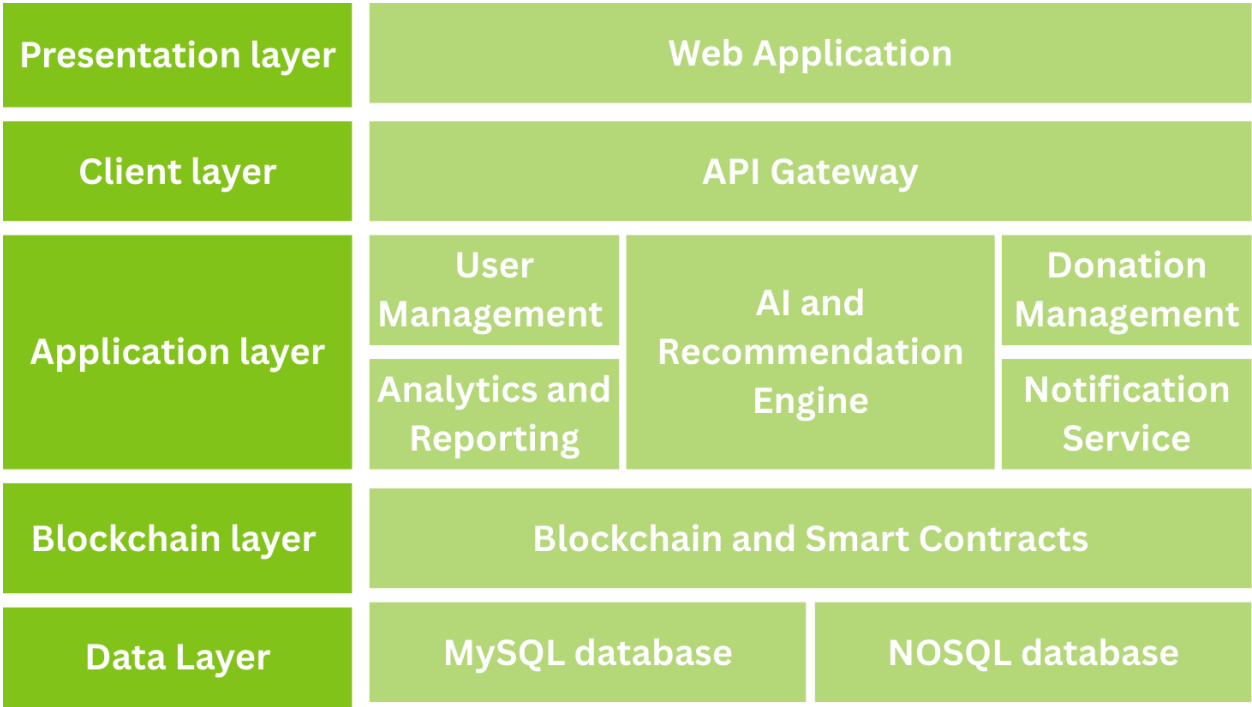 Presentation layer
Web Application
Client layer
API Gateway
Application layer
User
Management
Analytics and
Reporting
AI and
Recommendation
Engine
Donation
Management
Notification
Service
Blockchain layer
Blockchain and Smart Contracts
Data Layer
MySQL database
NOSQL database